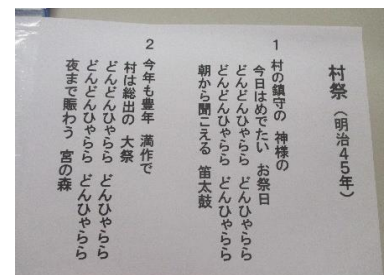 村祭（明治４５年）
1
村の鎮守の 神様の
今日はめでたい お祭日
どんどんひゃらら どんひゃらら
どんどんひゃらら どんひゃらら
朝から聞こえる 笛太鼓
2
今年も豊年 満作で
村は総出の 大祭
どんどんひゃらら どんひゃらら
どんどんひゃらら どんひゃらら
夜まで賑わう 宮の森